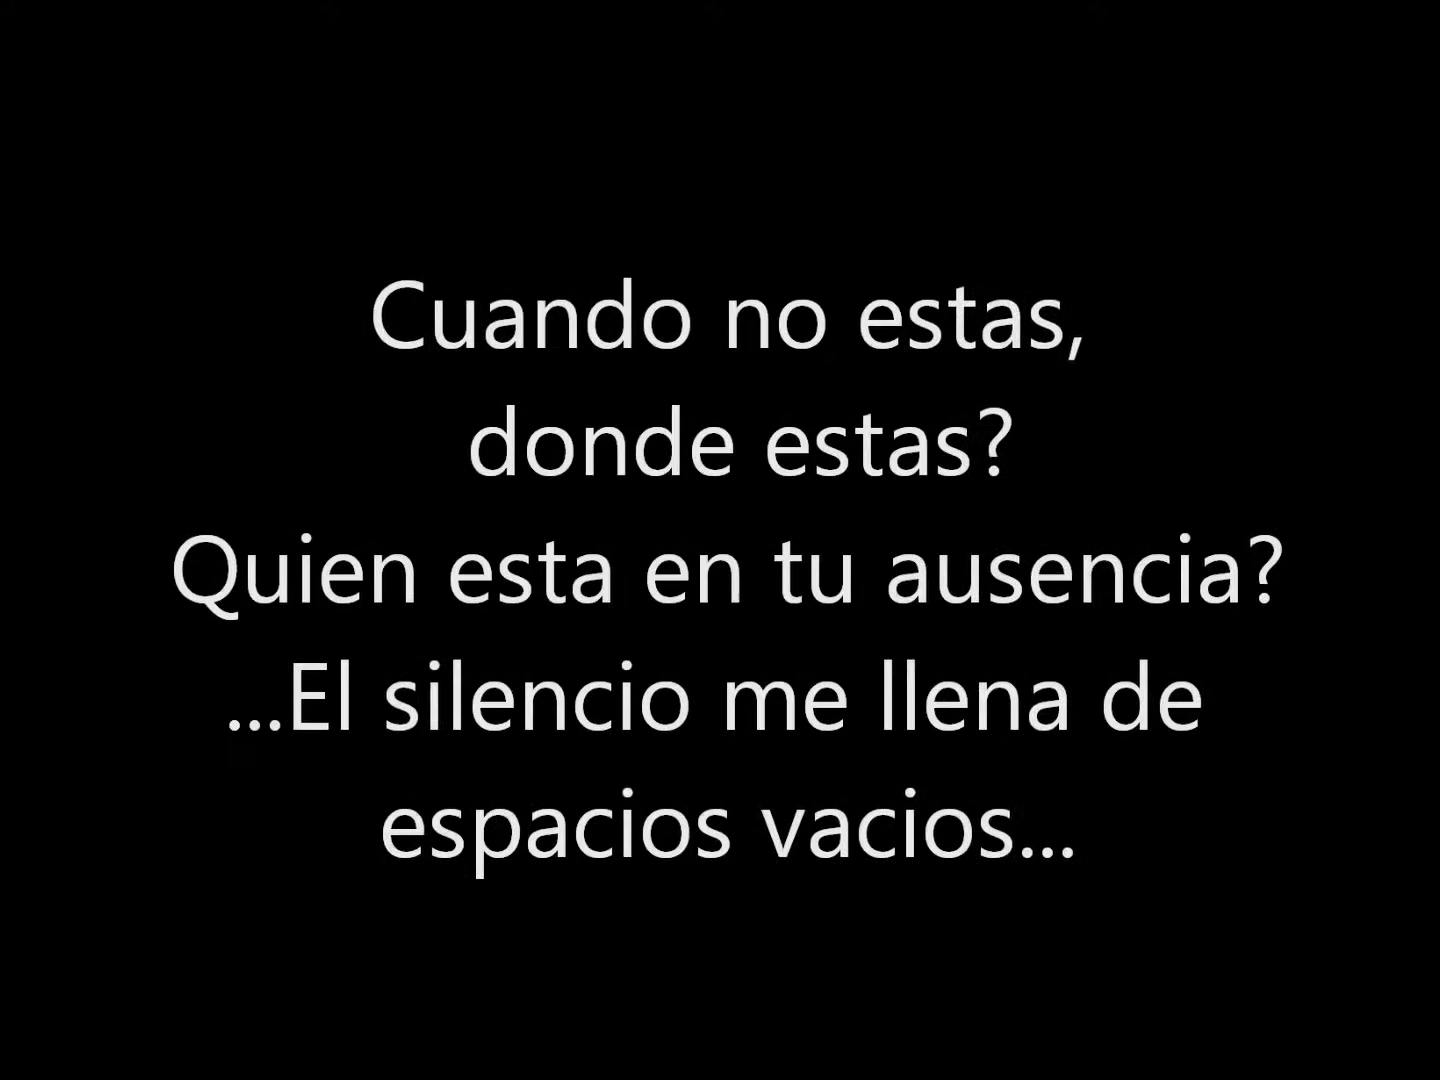 Cuando no estas,
donde estas?
Quien esta en tu ausencia?
...El silencio me llena de
espacios vacios...